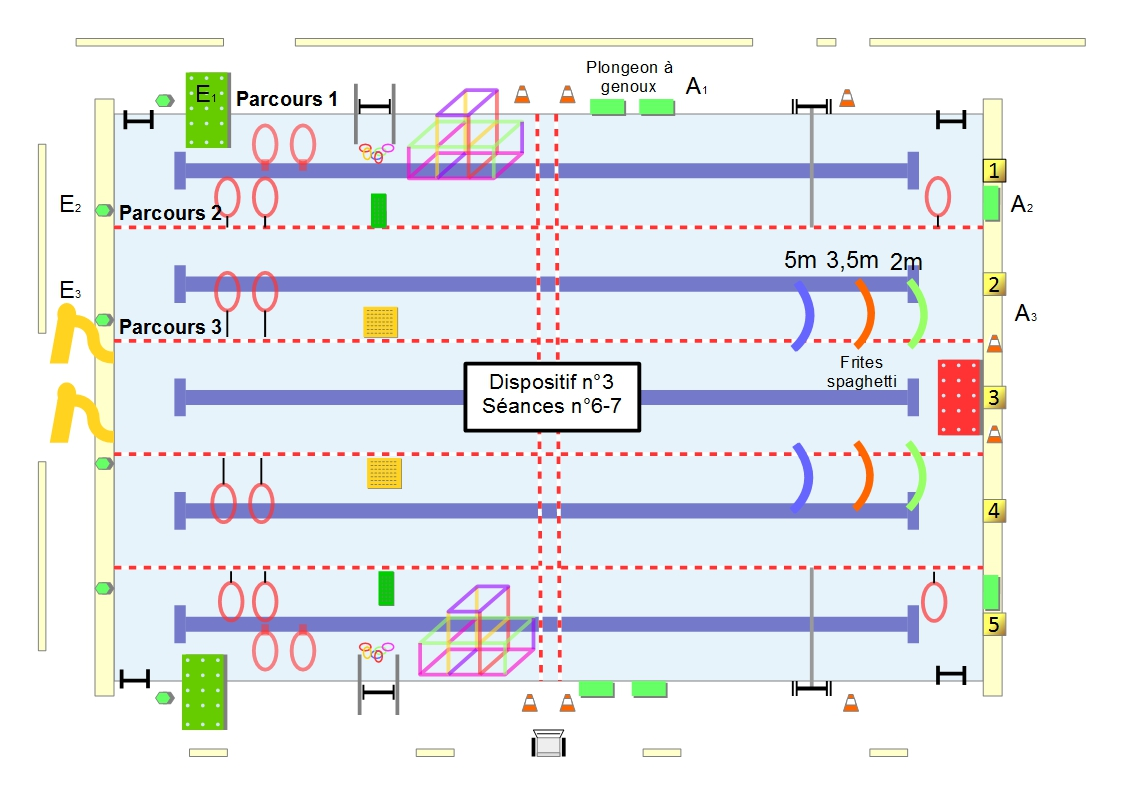 Plongeon à
genoux
A1
E1
Parcours 1
1
E2
Parcours 2
A2
5m 3,5m 2m
2
E3
A3
Parcours 3
Frites
spaghetti
Dispositif n°3
Séances n°6-7
3
4
5